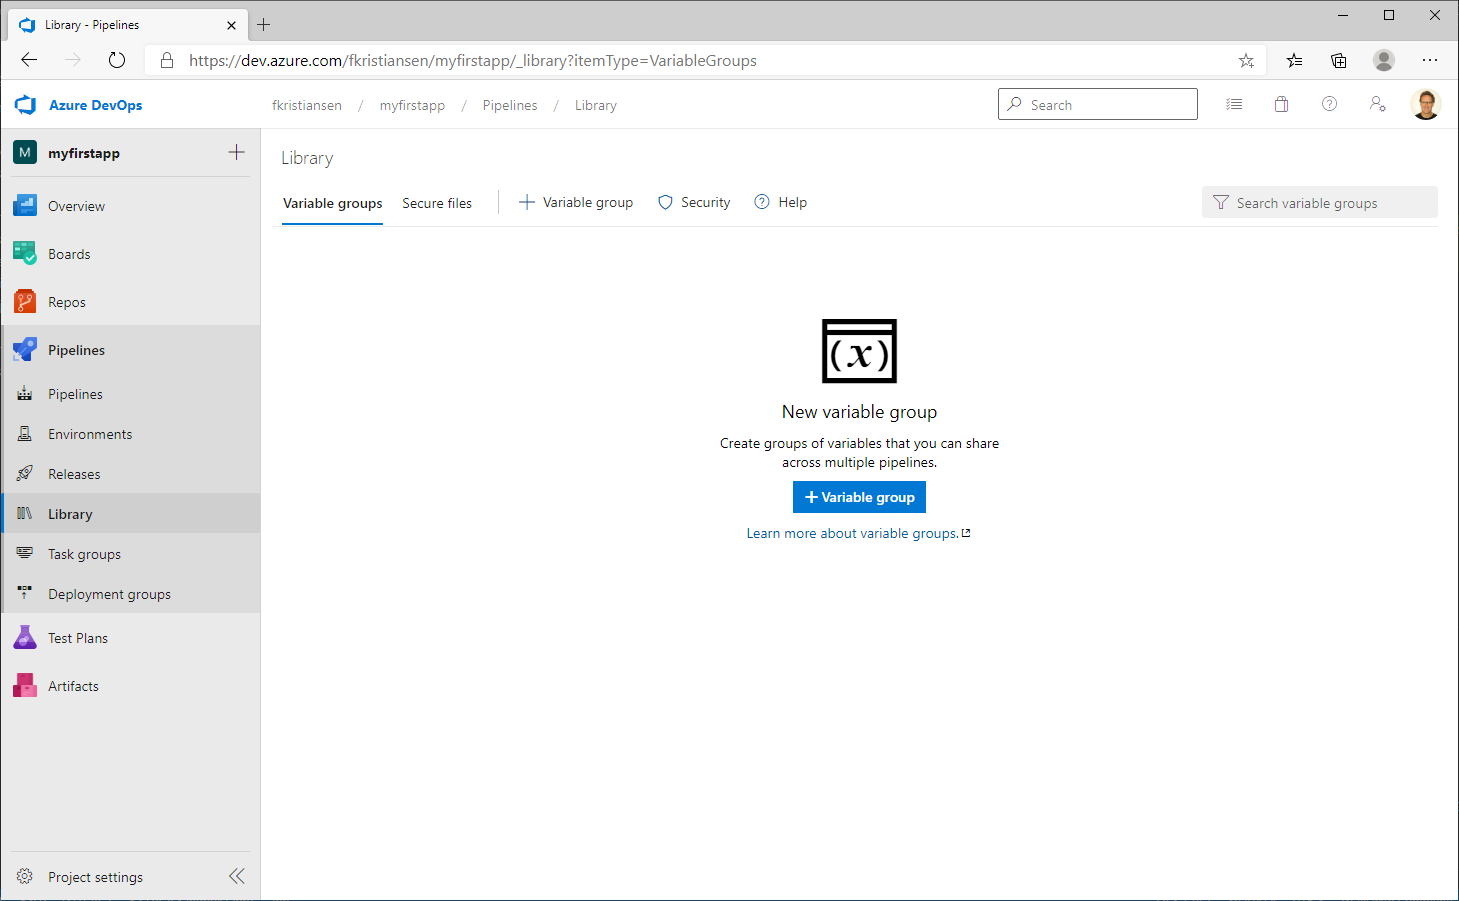 Library - Pipelines
https://dev.azure.com/fkristiansen/myfirstapp/_library?itemType=VariableGroups
Azure DevOps
fkristiansen / myfirstapp / Pipelines / Library
Search
M myfirstapp
Overview
Boards
Repos
Pipelines
Pipelines
Environments
Releases
Library
Task groups
Deployment groups
Test Plans
Artifacts
Project settings
Library
Variable groups Secure files Variable group Security Help
Search variable groups
(x)
New variable group
Create groups of variables that you can share
across multiple pipelines.
+ Variable group
Learn more about variable groups.